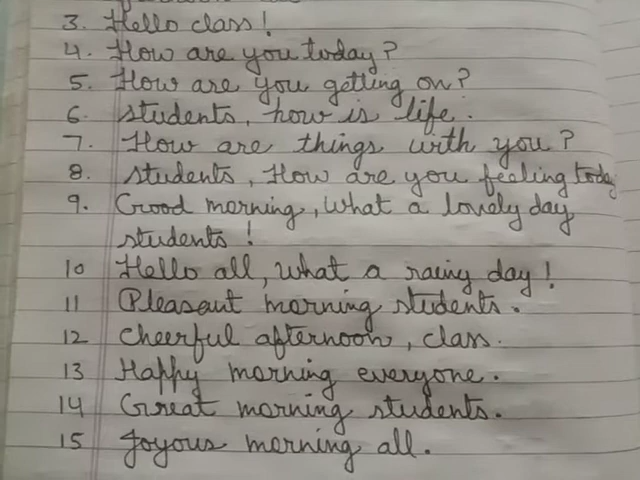 3. Hello class!
4. How are you today?
5. How are you getting on?
6. students, how is life.
7. How are things with you?
8. students, How are you feeling today
9. Good morning, What a lovely day
students!
10 Hello all, what a rainy day!
11 Pleasant morning students.
12 Cheerful afternoon, class.
13 Happy morning everyone.
14 Great morning students.
15 Joyous morning all.